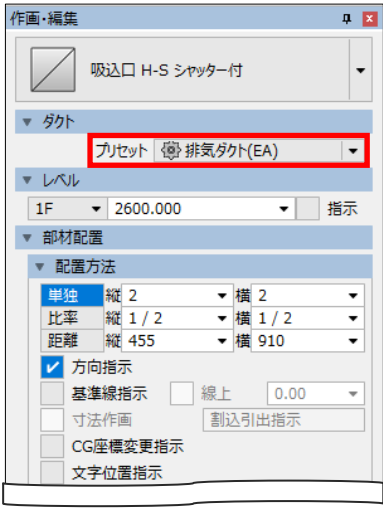 作画・編集
吸込口 H-S シャッター付
ダクト
プリセット 排気ダクト(EA)
レベル
1F 2600.000 指示
部材配置
配置方法
単独 縦 2 横 2
比率 縦 1 / 2 横 1 / 2
距離 縦 455 横 910
方向指示
基準線指示 線上 0.00
寸法作画 割込引出指示
CG座標変更指示
文字位置指示